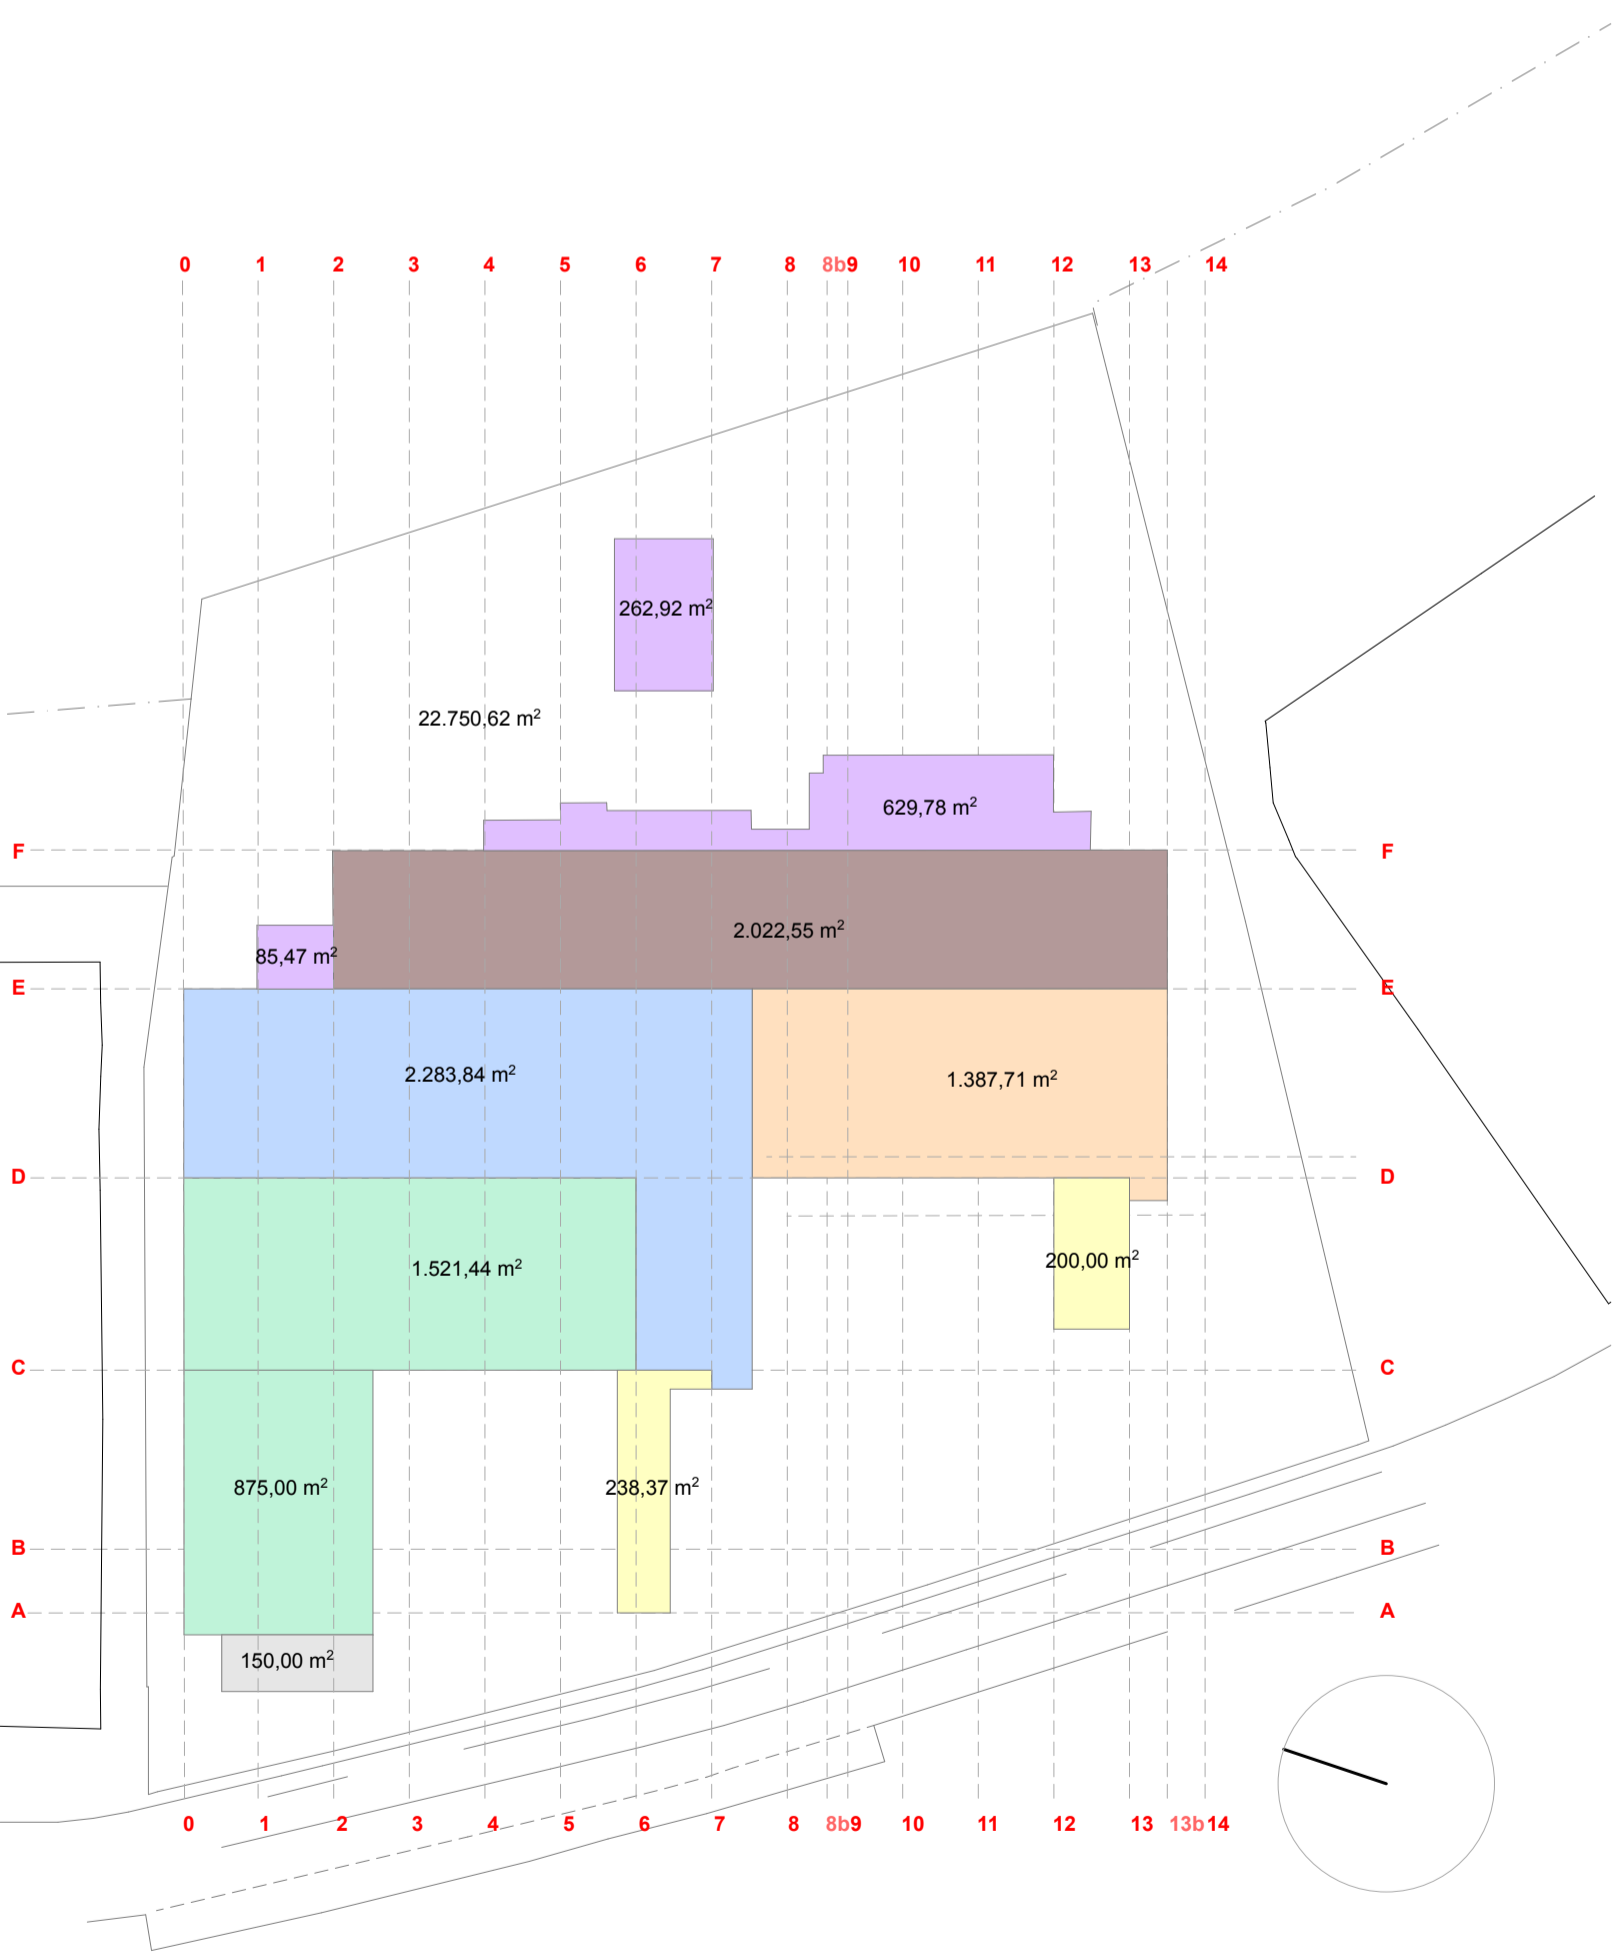 0 1 2 3 4 5 6 7 8 8b 9 10 11 12 13 14
262,92 m²
22.750,62 m²
629,78 m²
F F
2.022,55 m²
85,47 m²
E E
2.283,84 m²
1.387,71 m²
D D
200,00 m²
1.521,44 m²
C C
875,00 m²
238,37 m²
B B
A A
150,00 m²
0 1 2 3 4 5 6 7 8 8b 9 10 11 12 13 13b 14